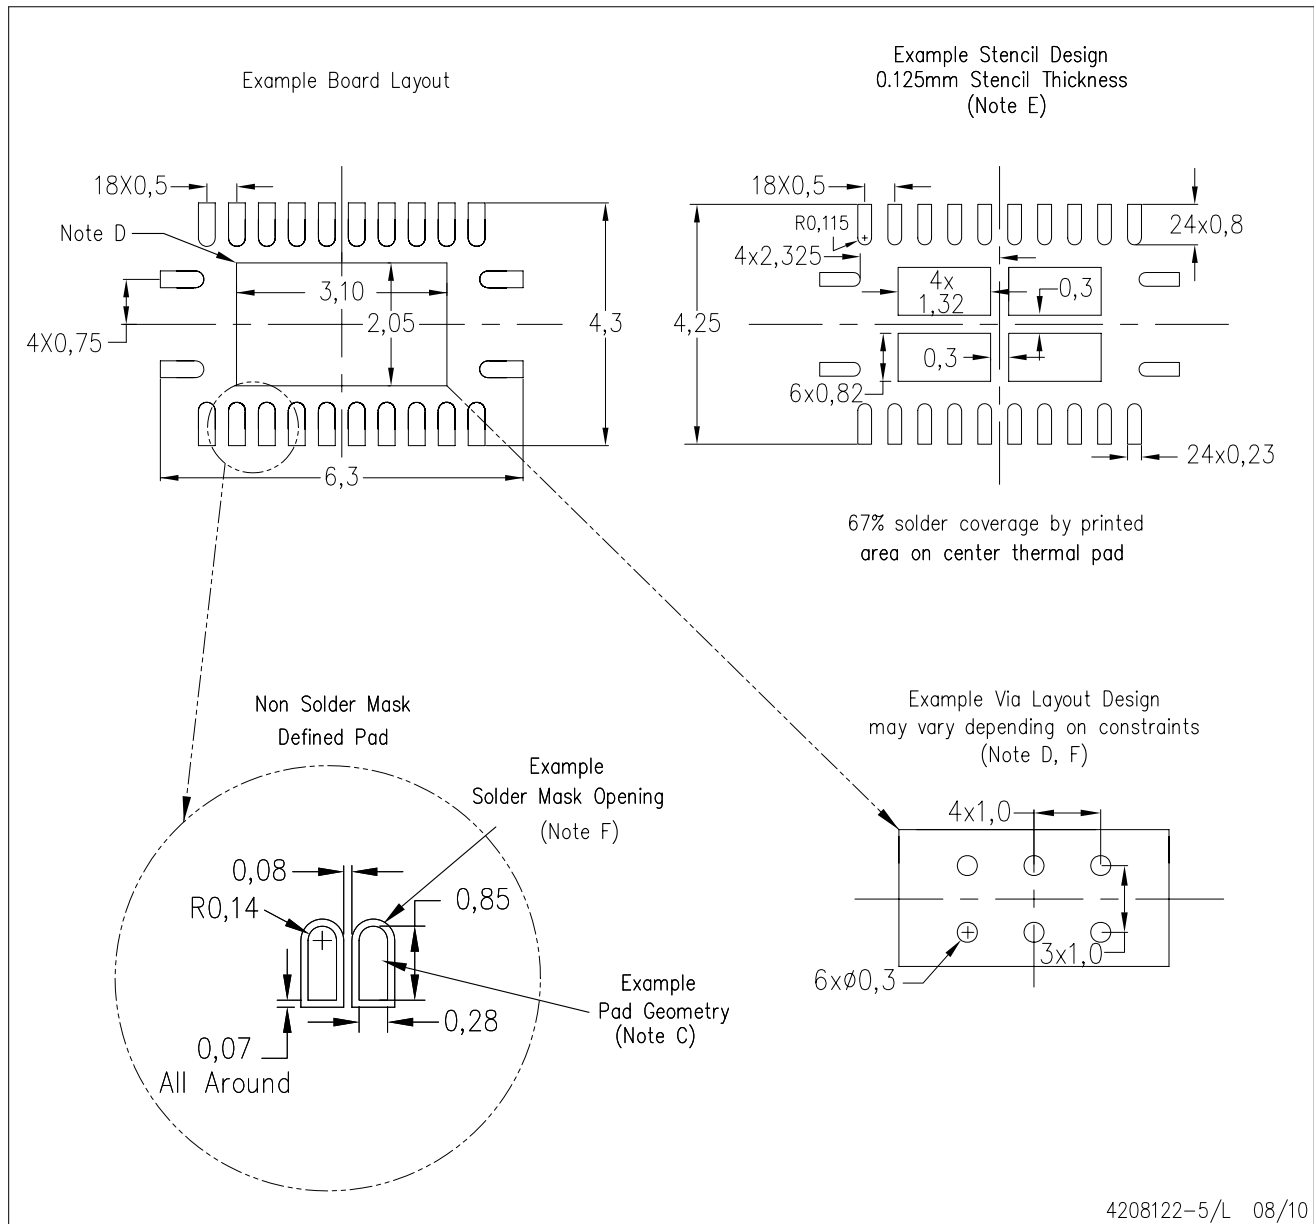 Example Board Layout
18X0,5
Note D
3,10
2,05
4,3
4X0,75
6,3
Example Stencil Design
0.125mm Stencil Thickness
(Note E)
18X0,5
R0,115
24x0,8
4x2,325
4x
1,32
0,3
4,25
0,3
6x0,82
24x0,23
67% solder coverage by printed
area on center thermal pad
Non Solder Mask
Defined Pad
Example
Solder Mask Opening
(Note F)
0,08
R0,14
0,85
Example
Pad Geometry
(Note C)
0,28
0,07
All Around
Example Via Layout Design
may vary depending on constraints
(Note D, F)
4x1,0
3x1,0
6xø0,3
4208122-5/L 08/10